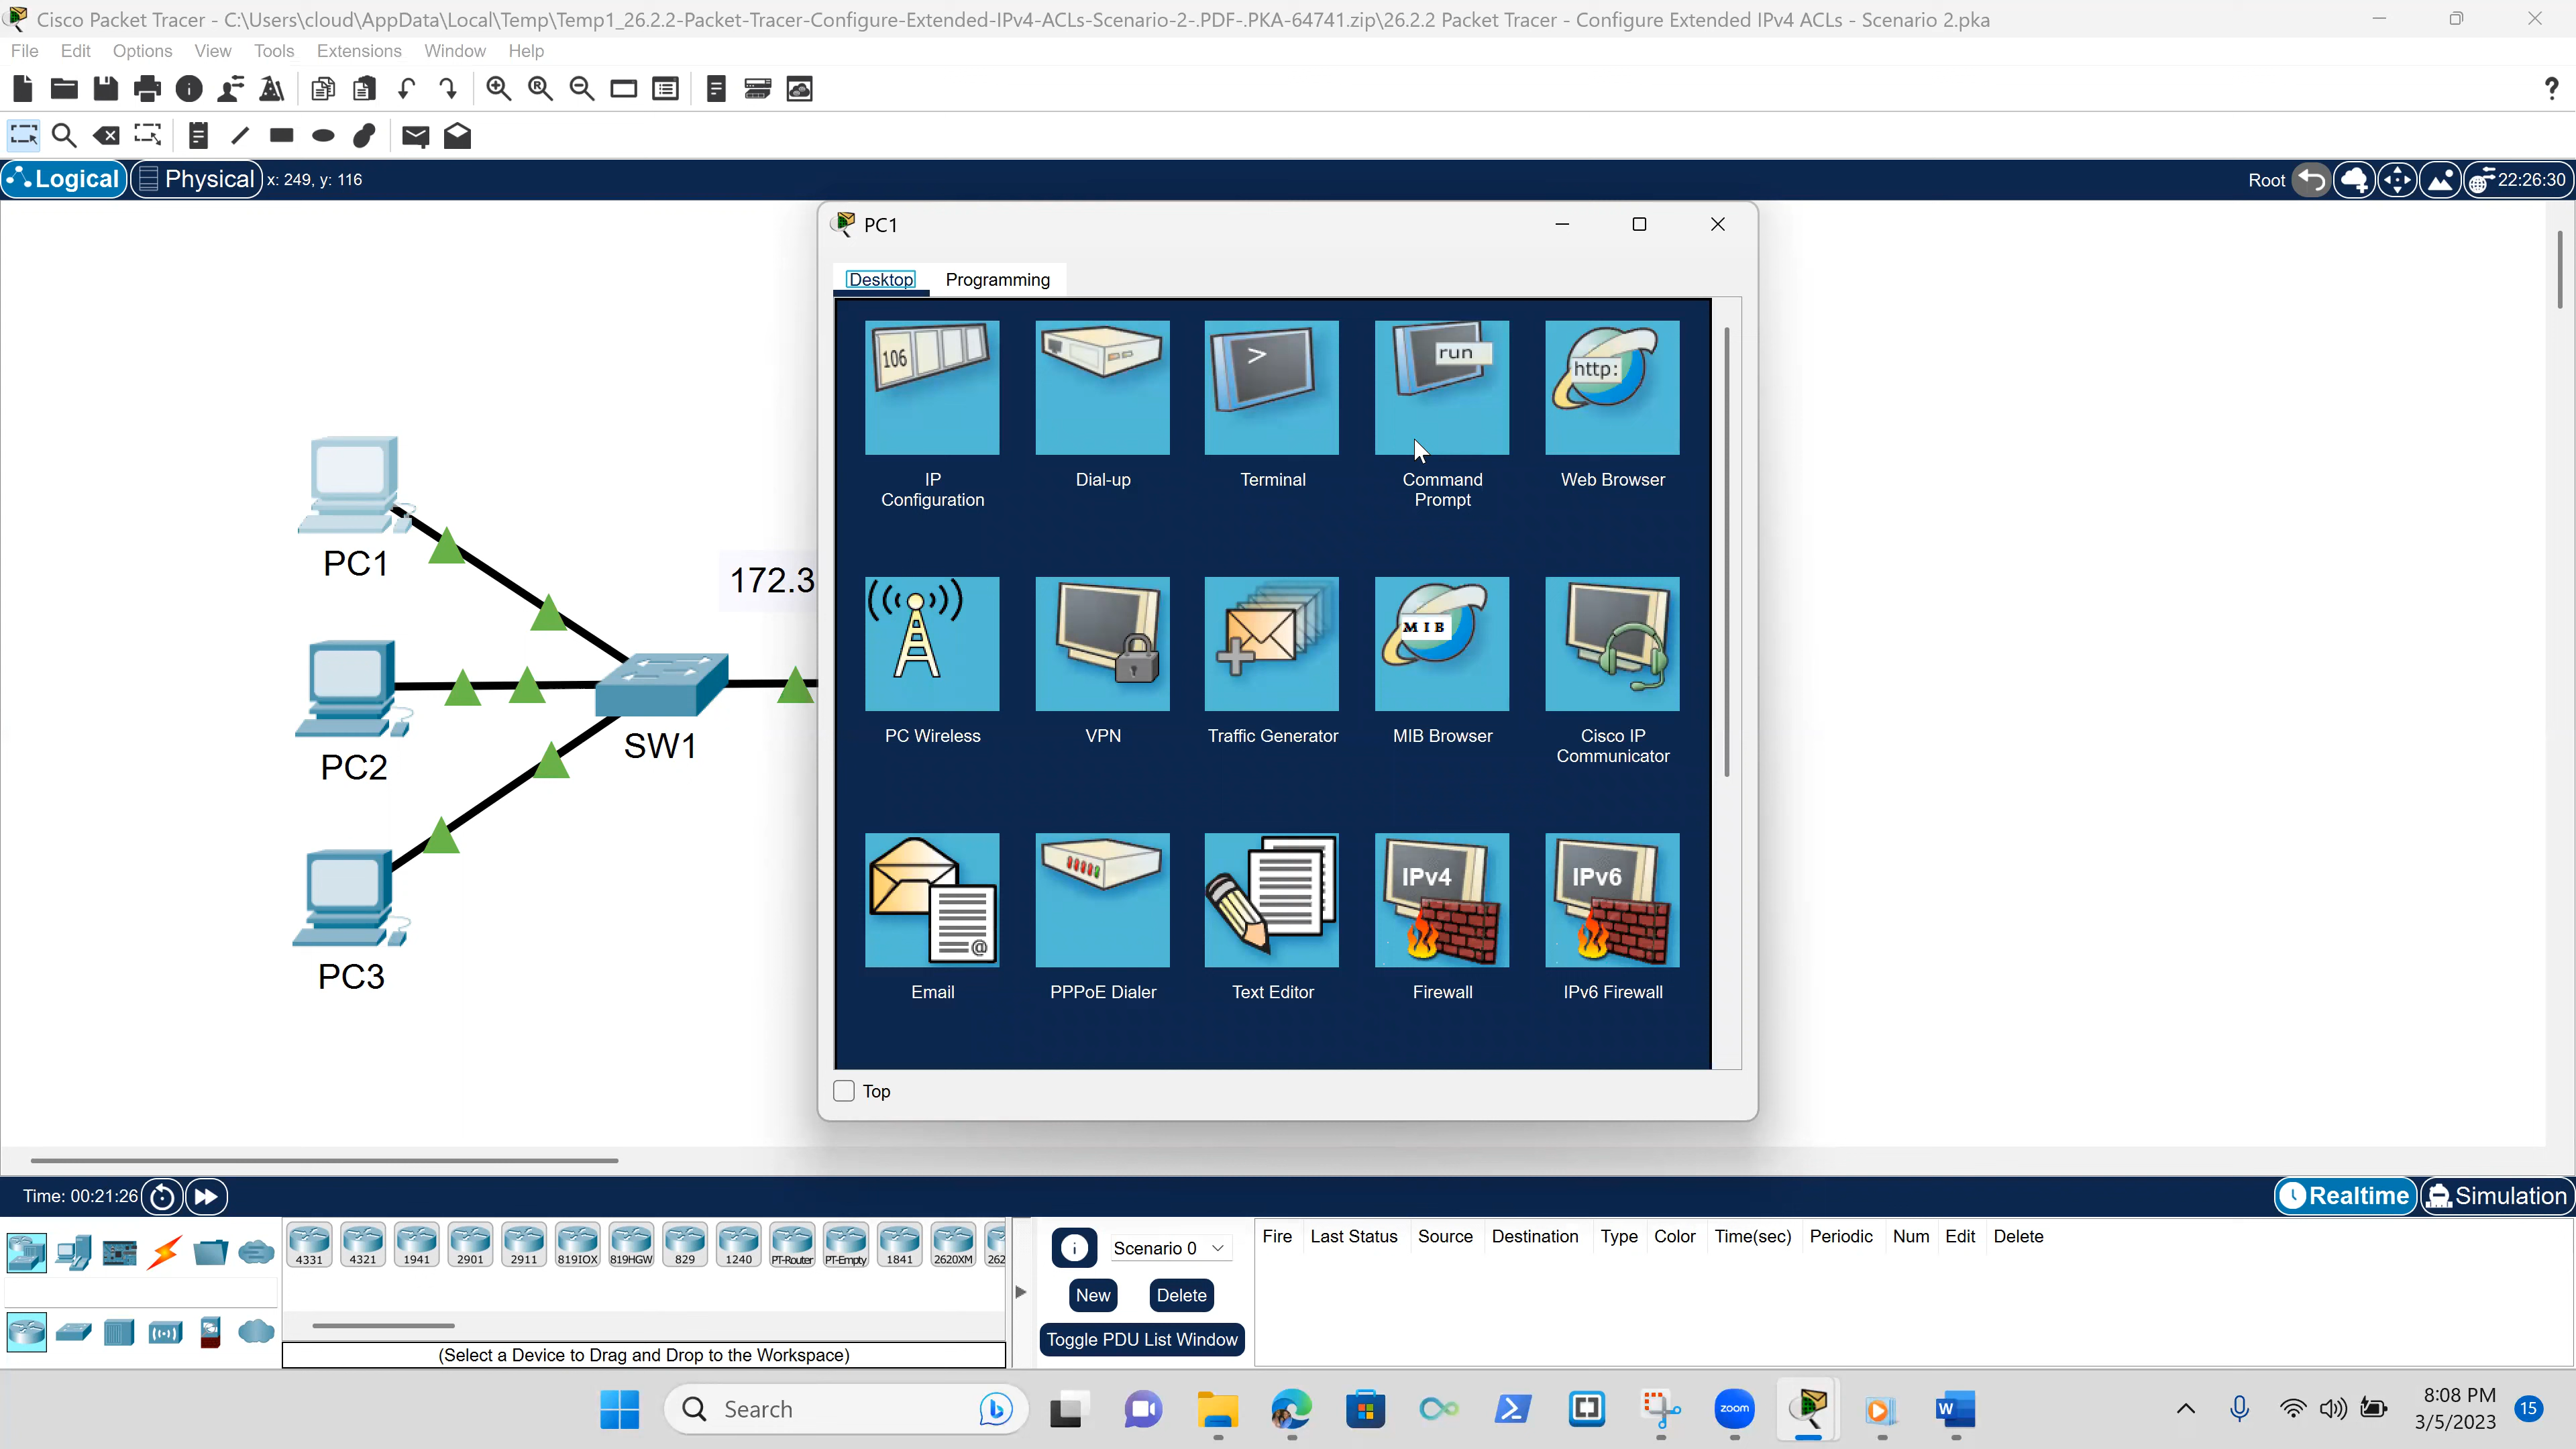 Cisco Packet Tracer - C:\Users\cloud\AppData\Local\Temp\Temp1_26.2.2-Packet-Tracer-Configure-Extended-IPv4-ACLs-Scenario-2-.PDF-.PKA-64741.zip\26.2.2 Packet Tracer - Configure Extended IPv4 ACLs - Scenario 2.pka
File Edit Options View Tools Extensions Window Help
Logical Physical x: 249, y: 116 Root 22:26:30
PC1
Desktop Programming
106 > run http:
IP Configuration
Dial-up
Terminal
Command Prompt
Web Browser
MIB
PC Wireless
VPN
Traffic Generator
MIB Browser
Cisco IP Communicator
@ IPv4 IPv6
Email
PPPoE Dialer
Text Editor
Firewall
IPv6 Firewall
Top
PC1
172.3
PC2
SW1
PC3
Time: 00:21:26 Realtime Simulation
4331 4321 1941 2901 2911 819IOX 819HGW 829 1240 PT-Router PT-Empty 1841 2620XM 262
(Select a Device to Drag and Drop to the Workspace)
Scenario 0
New Delete
Toggle PDU List Window
Fire Last Status Source Destination Type Color Time(sec) Periodic Num Edit Delete
Search
zoom
W
8:08 PM
3/5/2023
15